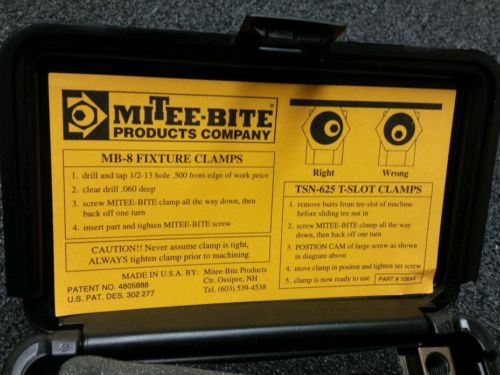 MITEE-BITE®
PRODUCTS COMPANY
MB-8 FIXTURE CLAMPS
1. drill and tap 1/2-13 hole .500 from edge of work peice
2. clear drill .060 deep
3. screw MITEE-BITE clamp all the way down, then
back off one turn
4. insert part and tighten MITEE-BITE screw
CAUTION!! Never assume clamp is tight,
ALWAYS tighten clamp prior to machining.
MADE IN U.S.A. BY:
Mitee-Bite Products
Ctr. Ossipee, NH
Tel. (603) 539-4538
PATENT NO. 4805888
U.S. PAT. DES. 302 277
Right
Wrong
TSN-625 T-SLOT CLAMPS
1. remove burrs from tee-slot of machine
before sliding tee nut in
2. screw MITEE-BITE clamp all the way
down, then back off one turn
3. POSTION CAM of large screw as shown
in diagram above
4. move clamp in positon and tighten set screw
5. clamp is now ready to use
PART # 10644